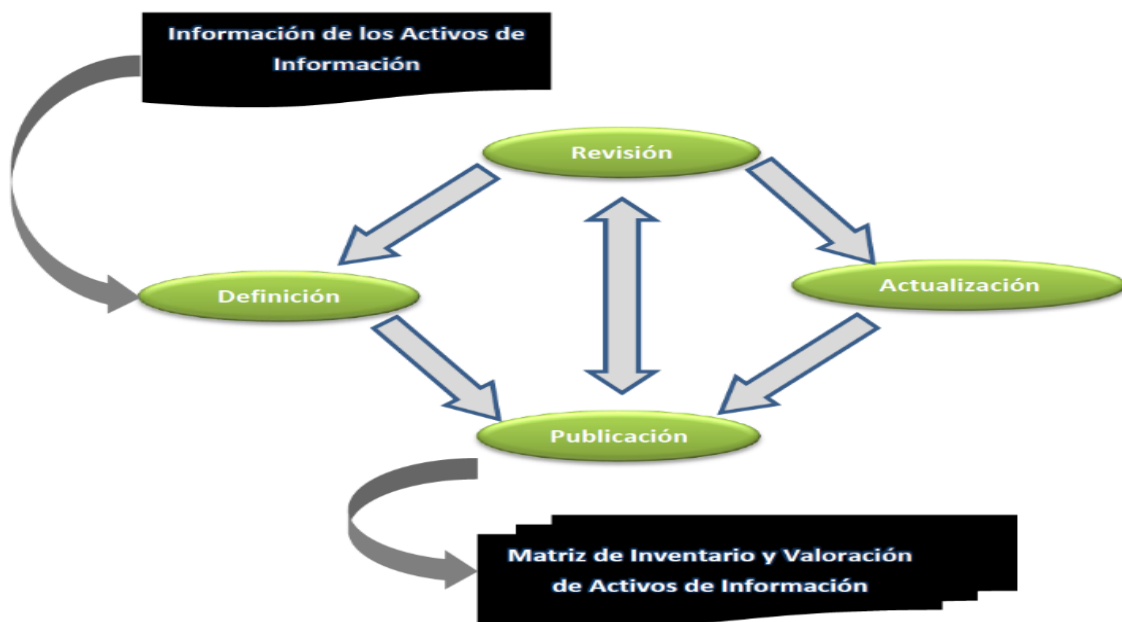 Información de los Activos de
Información
Revisión
Definición
Actualización
Publicación
Matriz de Inventario y Valoración
de Activos de Información